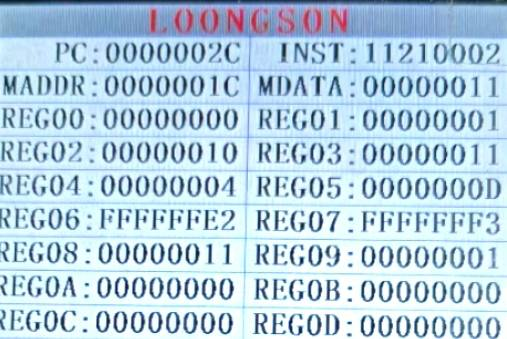 LOONGSON
PC:0000002C INST:11210002
MADDR:0000001C MDATA:00000011
REG00:00000000 REG01:00000001
REG02:00000010 REG03:00000011
REG04:00000004 REG05:0000000D
REG06:FFFFFFE2 REG07:FFFFFFF3
REG08:00000011 REG09:00000001
REG0A:00000000 REG0B:00000000
REG0C:00000000 REG0D:00000000